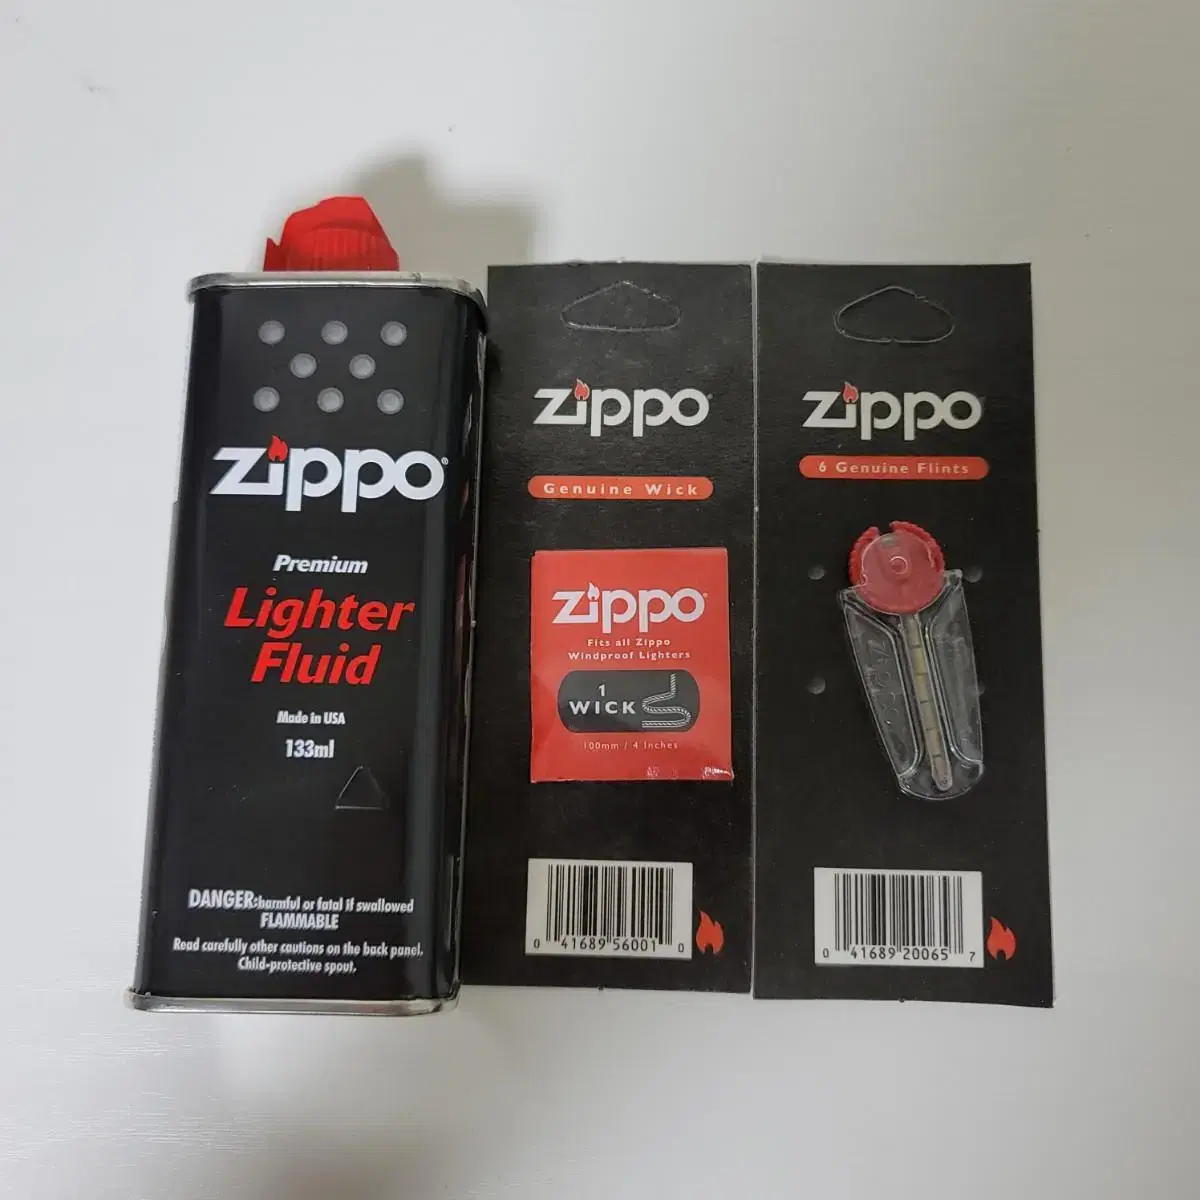 zippo®
Premium
Lighter
Fluid
Made in USA
133ml
DANGER:harmful or fatal if swallowed
FLAMMABLE
Read carefully other cautions on the back panel.
Child-protective spout.
zippo
Genuine Wick
zippo
Fits all Zippo
Windproof Lighters
1
WICK
100mm / 4 Inches
0 41689 56001 0
zippo
6 Genuine Flints
0 41689 20065 7